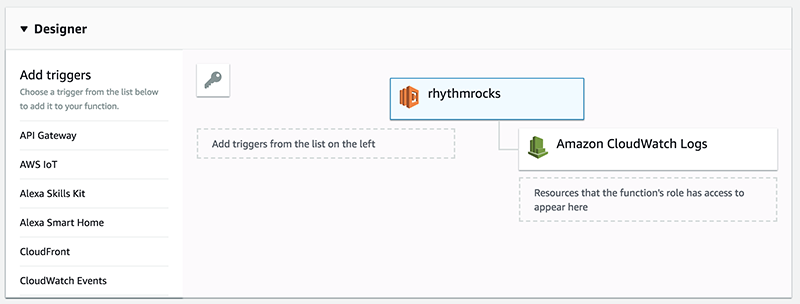 Designer
Add triggers
Choose a trigger from the list below
to add it to your function.
API Gateway
AWS IoT
Alexa Skills Kit
Alexa Smart Home
CloudFront
CloudWatch Events
rhythmrocks
Add triggers from the list on the left
Amazon CloudWatch Logs
Resources that the function's role has access to
appear here